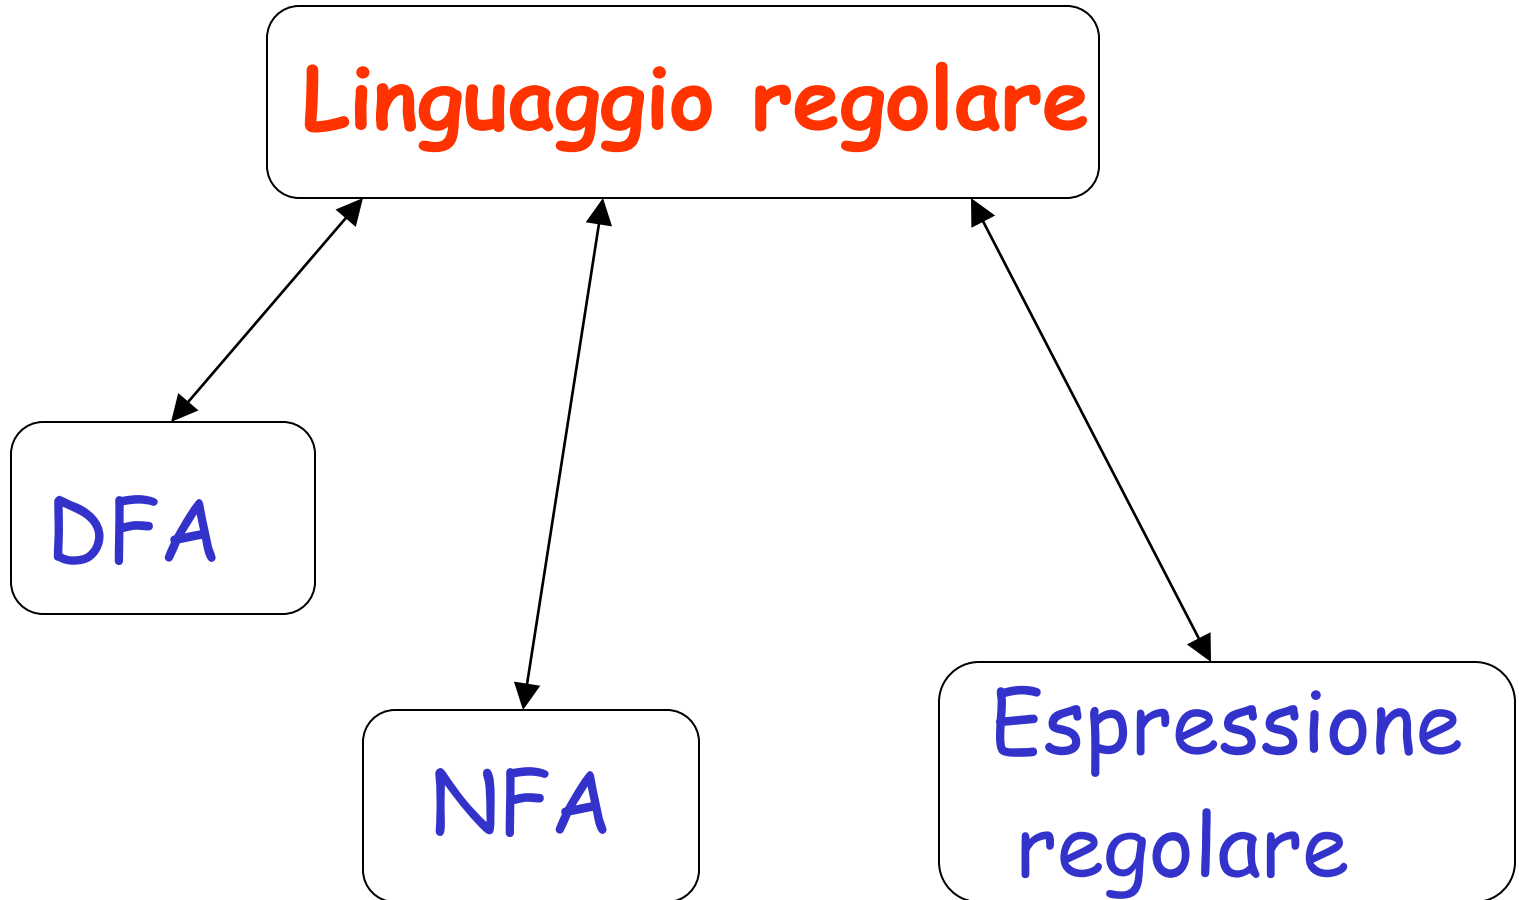 Linguaggio regolare
DFA
NFA
Espressione
regolare